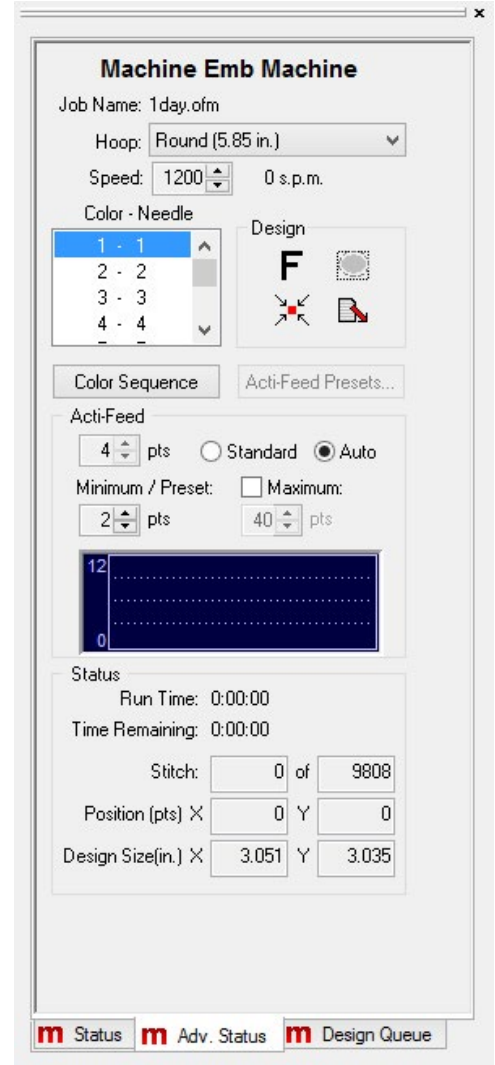 x
Machine Emb Machine
Job Name: 1day.ofm
Hoop: Round (5.85 in.)
Speed: 1200 0 s.p.m.
Color - Needle
Design
1 - 1
F
2 - 2
3 - 3
4 - 4
Color Sequence Acti-Feed Presets...
Acti-Feed
4 pts Standard Auto
Minimum / Preset: Maximum:
2 pts 40 pts
12
0
Status
Run Time: 0:00:00
Time Remaining: 0:00:00
Stitch: 0 of 9808
Position (pts) X 0 Y 0
Design Size(in.) X 3.051 Y 3.035
m Status m Adv. Status m Design Queue